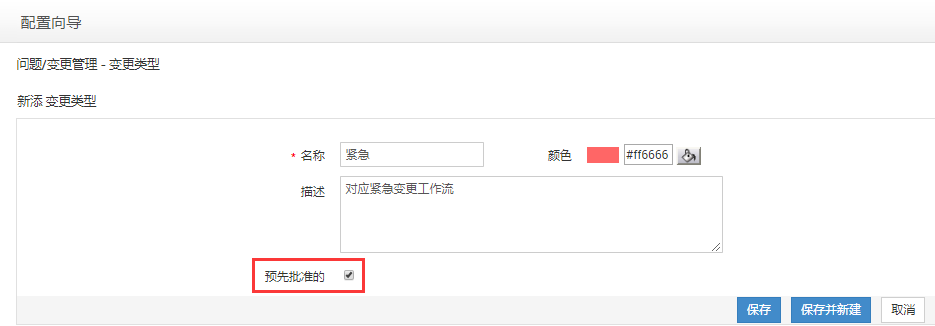 配置向导
问题/变更管理 - 变更类型
新添 变更类型
* 名称 紧急 颜色 #ff6666
描述 对应紧急变更工作流
预先批准的
保存 保存并新建 取消